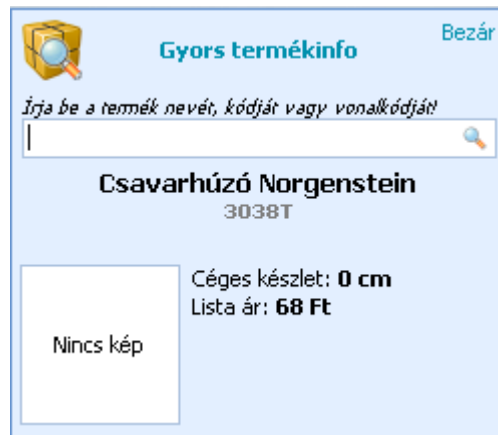 Gyors termékinfo
Bezár
Írja be a termék nevét, kódját vagy vonalkódját!
Csavarhúzó Norgenstein
3038T
Céges készlet: 0 cm
Lista ár: 68 Ft
Nincs kép